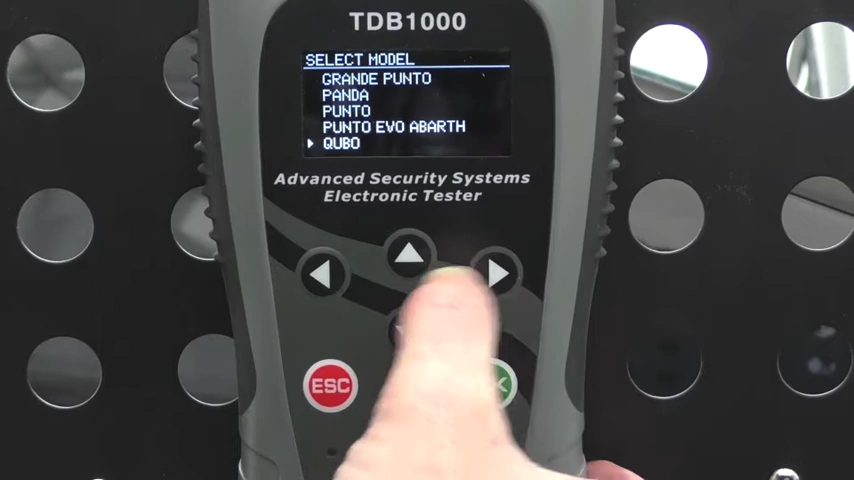 TDB1000
SELECT MODEL
GRANDE PUNTO
PANDA
PUNTO
PUNTO EVO ABARTH
QUBO
Advanced Security Systems
Electronic Tester
ESC